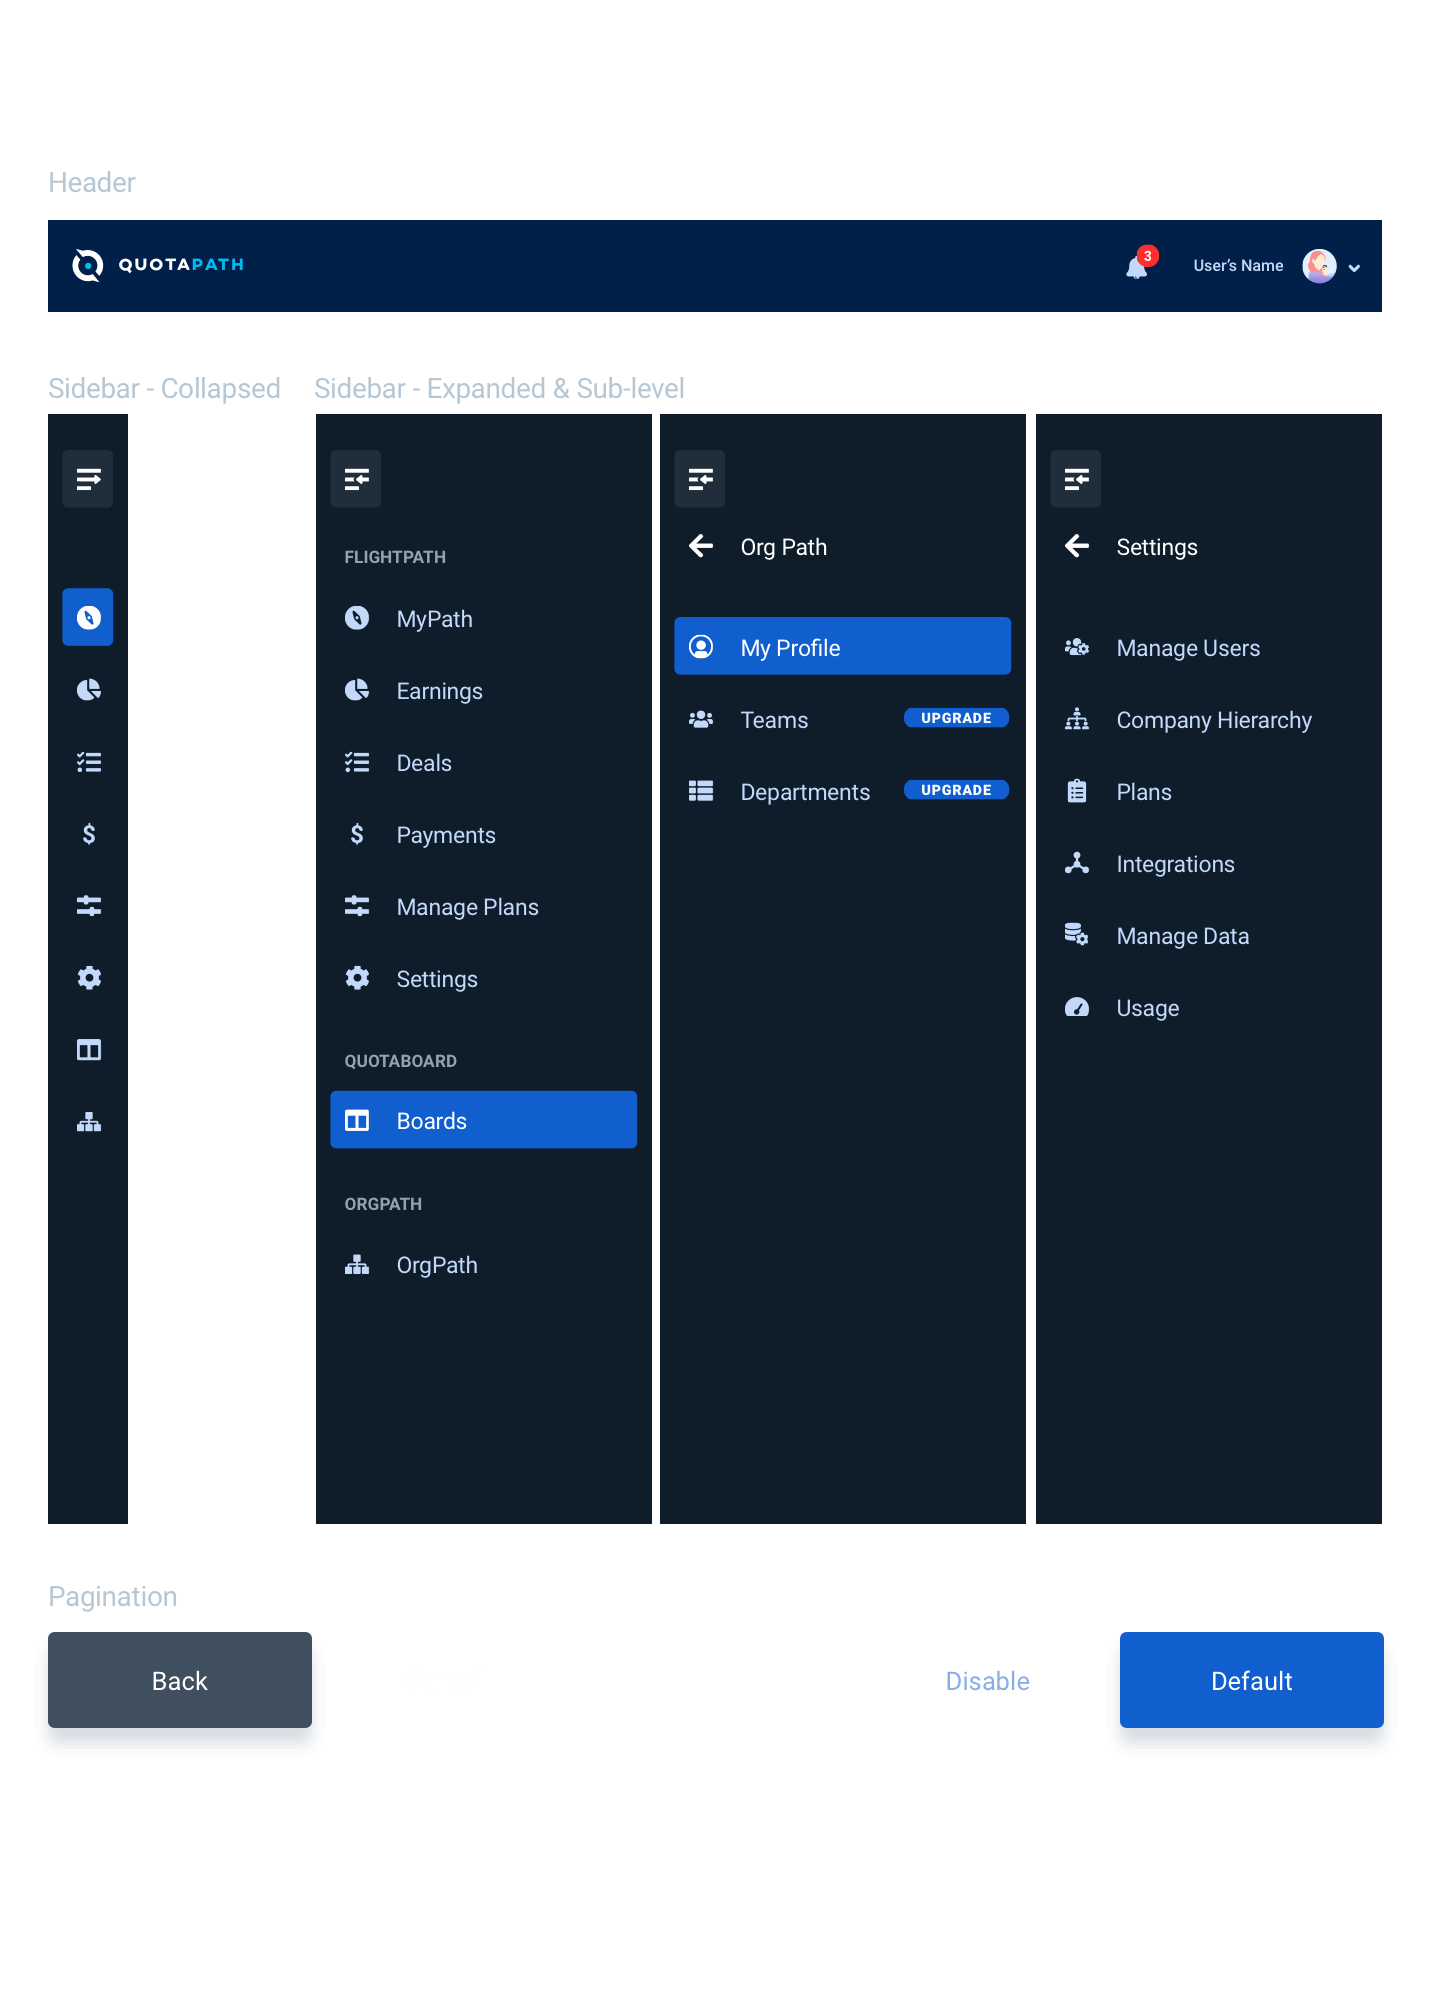 Header
QUOTAPATH
3
User’s Name
Sidebar - Collapsed
Sidebar - Expanded & Sub-level
FLIGHTPATH
MyPath
Earnings
Deals
Payments
Manage Plans
Settings
QUOTABOARD
Boards
ORGPATH
OrgPath
Org Path
My Profile
Teams UPGRADE
Departments UPGRADE
Settings
Manage Users
Company Hierarchy
Plans
Integrations
Manage Data
Usage
Pagination
Back
Disable
Default